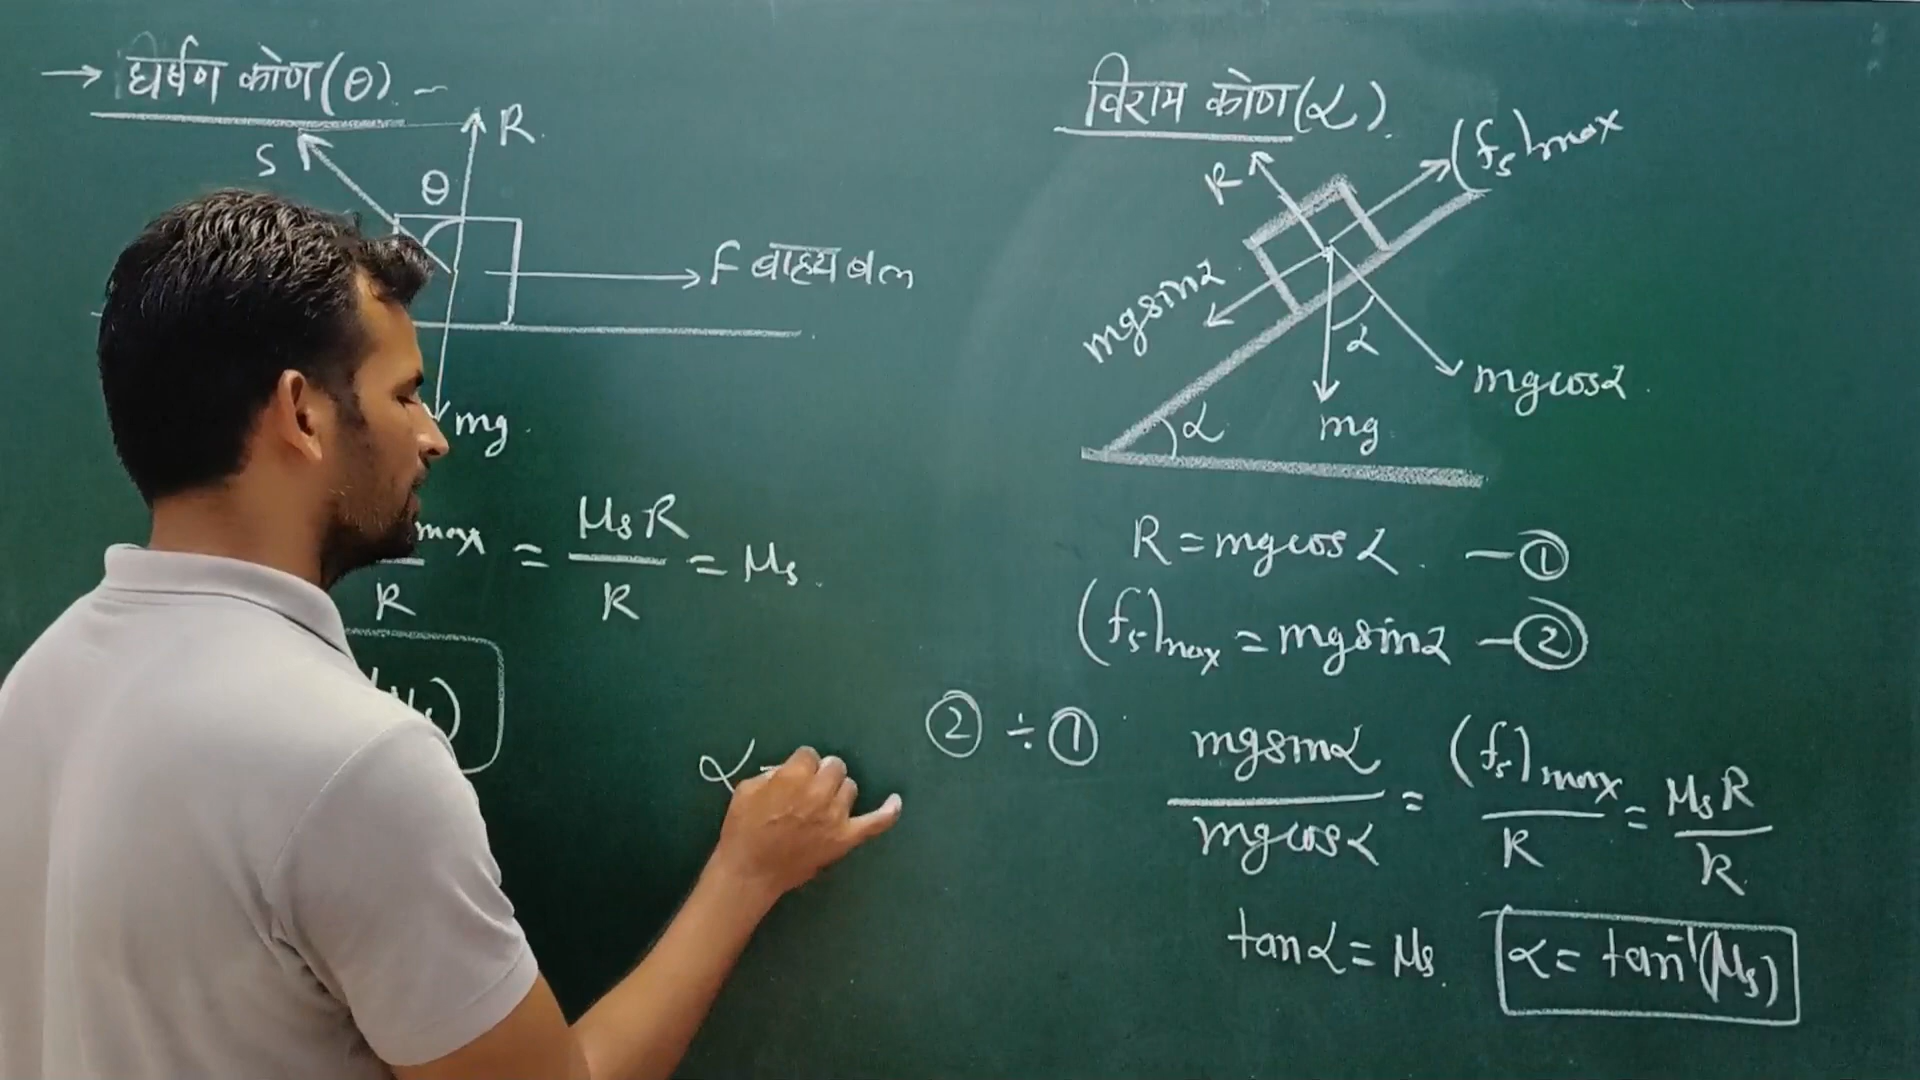 → घर्षण कोण (θ) -
R
S
θ
F बाह्य बल
mg
max = μs R = μs
R R
μs)
α =
विराम कोण (α)
(fs)max
R
mgsinα
α
mgcosα
α
mg
R = mgcosα - ①
(fs)max = mgsinα - ②
② ÷ ① mgsinα = (fs)max = μs R
mgcosα R R
tanα = μs α = tan⁻¹(μs)